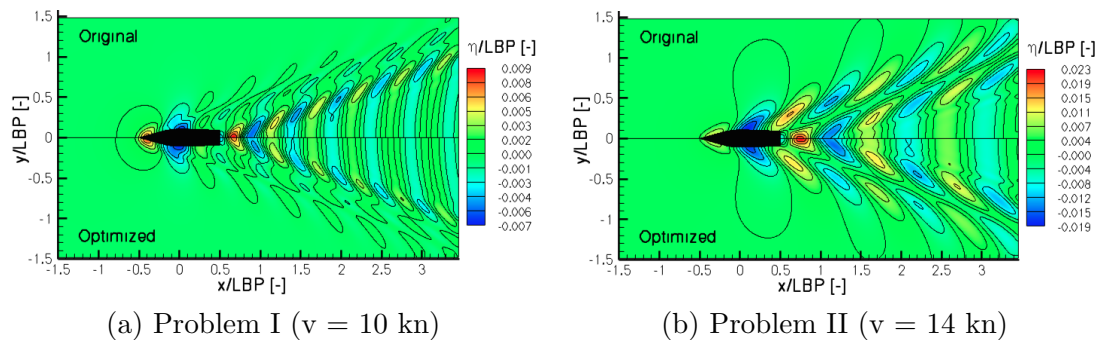 1.5
1
0.5
0
-0.5
-1
-1.5
y/LBP [-]
Original
Optimized
-1.5 -1 -0.5 0 0.5 1 1.5 2 2.5 3
x/LBP [-]
η/LBP [-]
0.009
0.008
0.006
0.005
0.003
0.002
0.000
-0.001
-0.003
-0.004
-0.006
-0.007
(a) Problem I (v = 10 kn)
1.5
1
0.5
0
-0.5
-1
-1.5
y/LBP [-]
Original
Optimized
-1.5 -1 -0.5 0 0.5 1 1.5 2 2.5 3
x/LBP [-]
η/LBP [-]
0.023
0.019
0.015
0.011
0.007
0.004
0.000
-0.004
-0.008
-0.012
-0.015
-0.019
(b) Problem II (v = 14 kn)